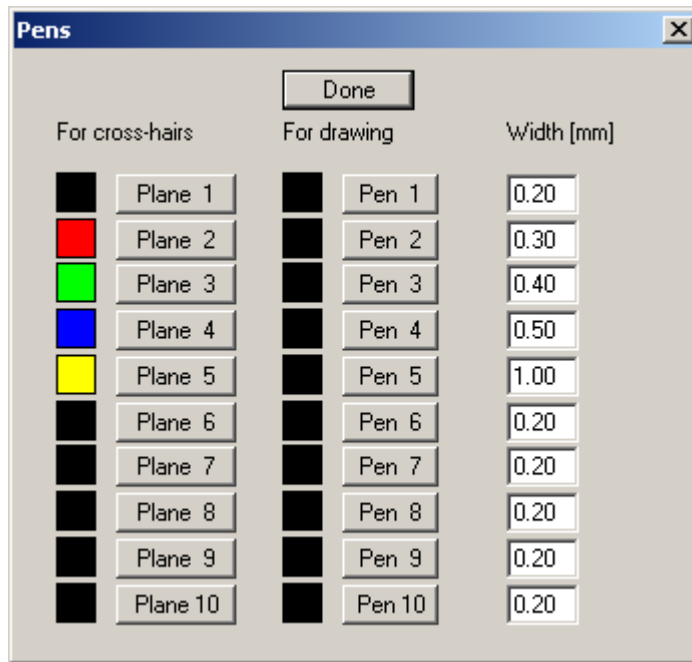 Pens
Done
For cross-hairs For drawing Width [mm]
Plane 1 Pen 1 0.20
Plane 2 Pen 2 0.30
Plane 3 Pen 3 0.40
Plane 4 Pen 4 0.50
Plane 5 Pen 5 1.00
Plane 6 Pen 6 0.20
Plane 7 Pen 7 0.20
Plane 8 Pen 8 0.20
Plane 9 Pen 9 0.20
Plane 10 Pen 10 0.20